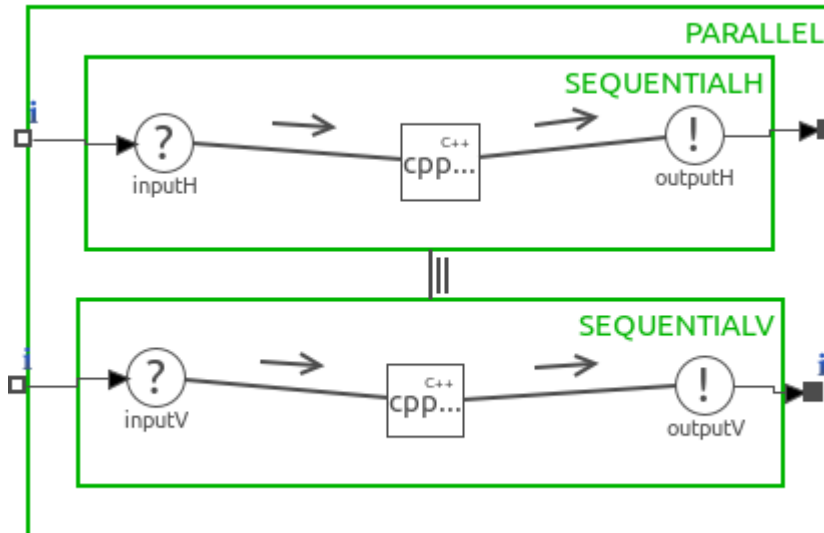 PARALLEL
SEQUENTIALH
i
?
C++
cpp...
!
inputH
outputH
SEQUENTIALV
i
i
?
C++
cpp...
!
inputV
outputV